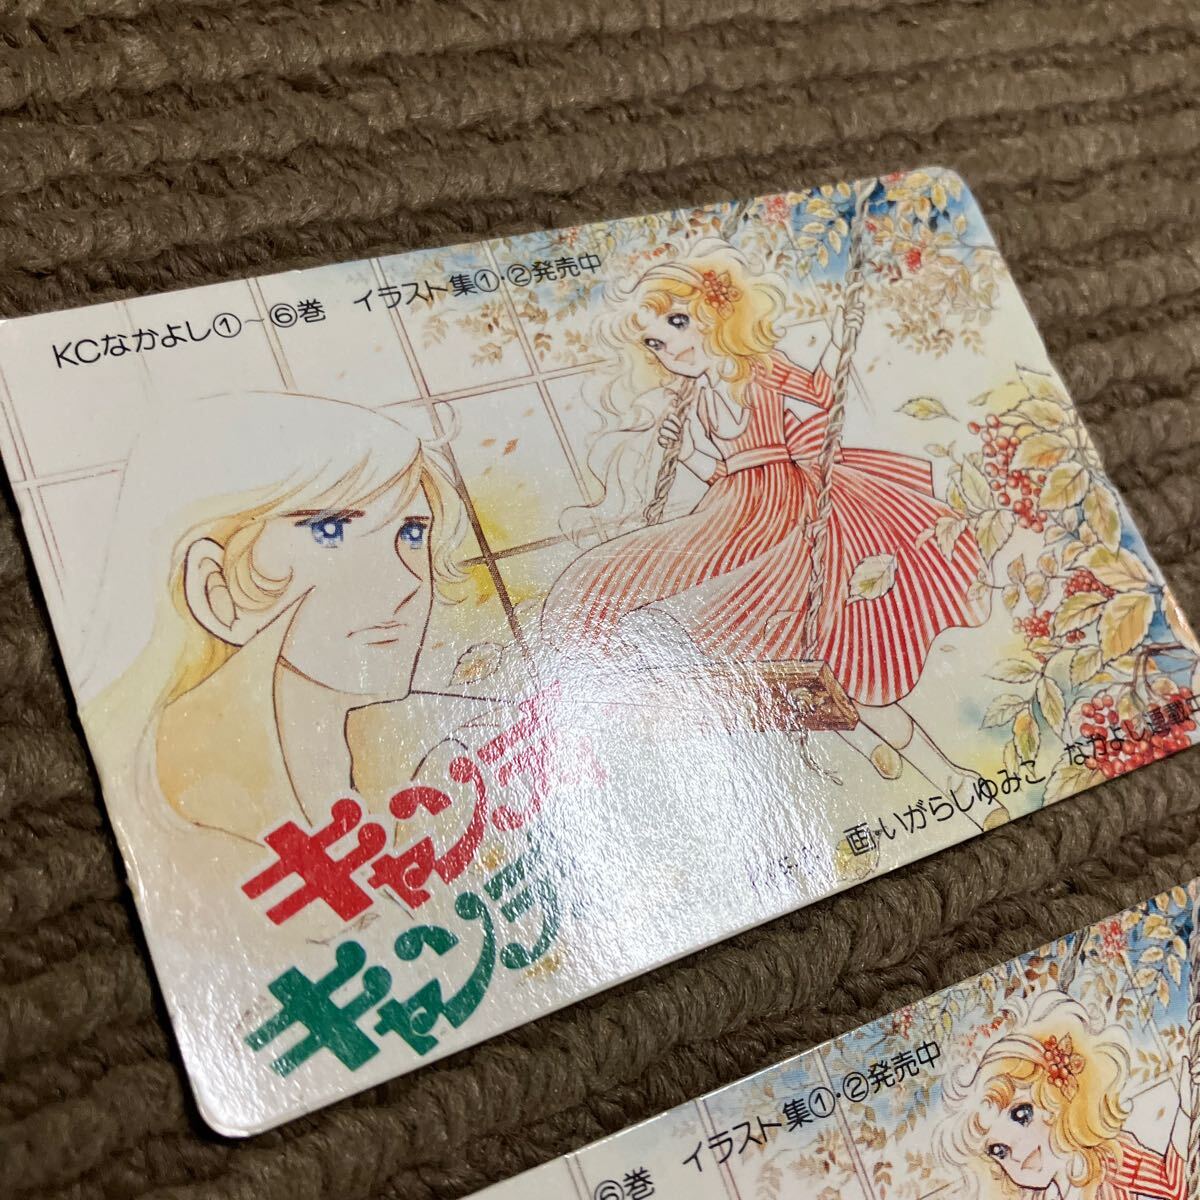 KCなかよし①〜⑥巻 イラスト集①・②発売中
キャンディ
キャンディ
画・いがらしゆみこ なかよし連載中
⑥巻 イラスト集①・②発売中